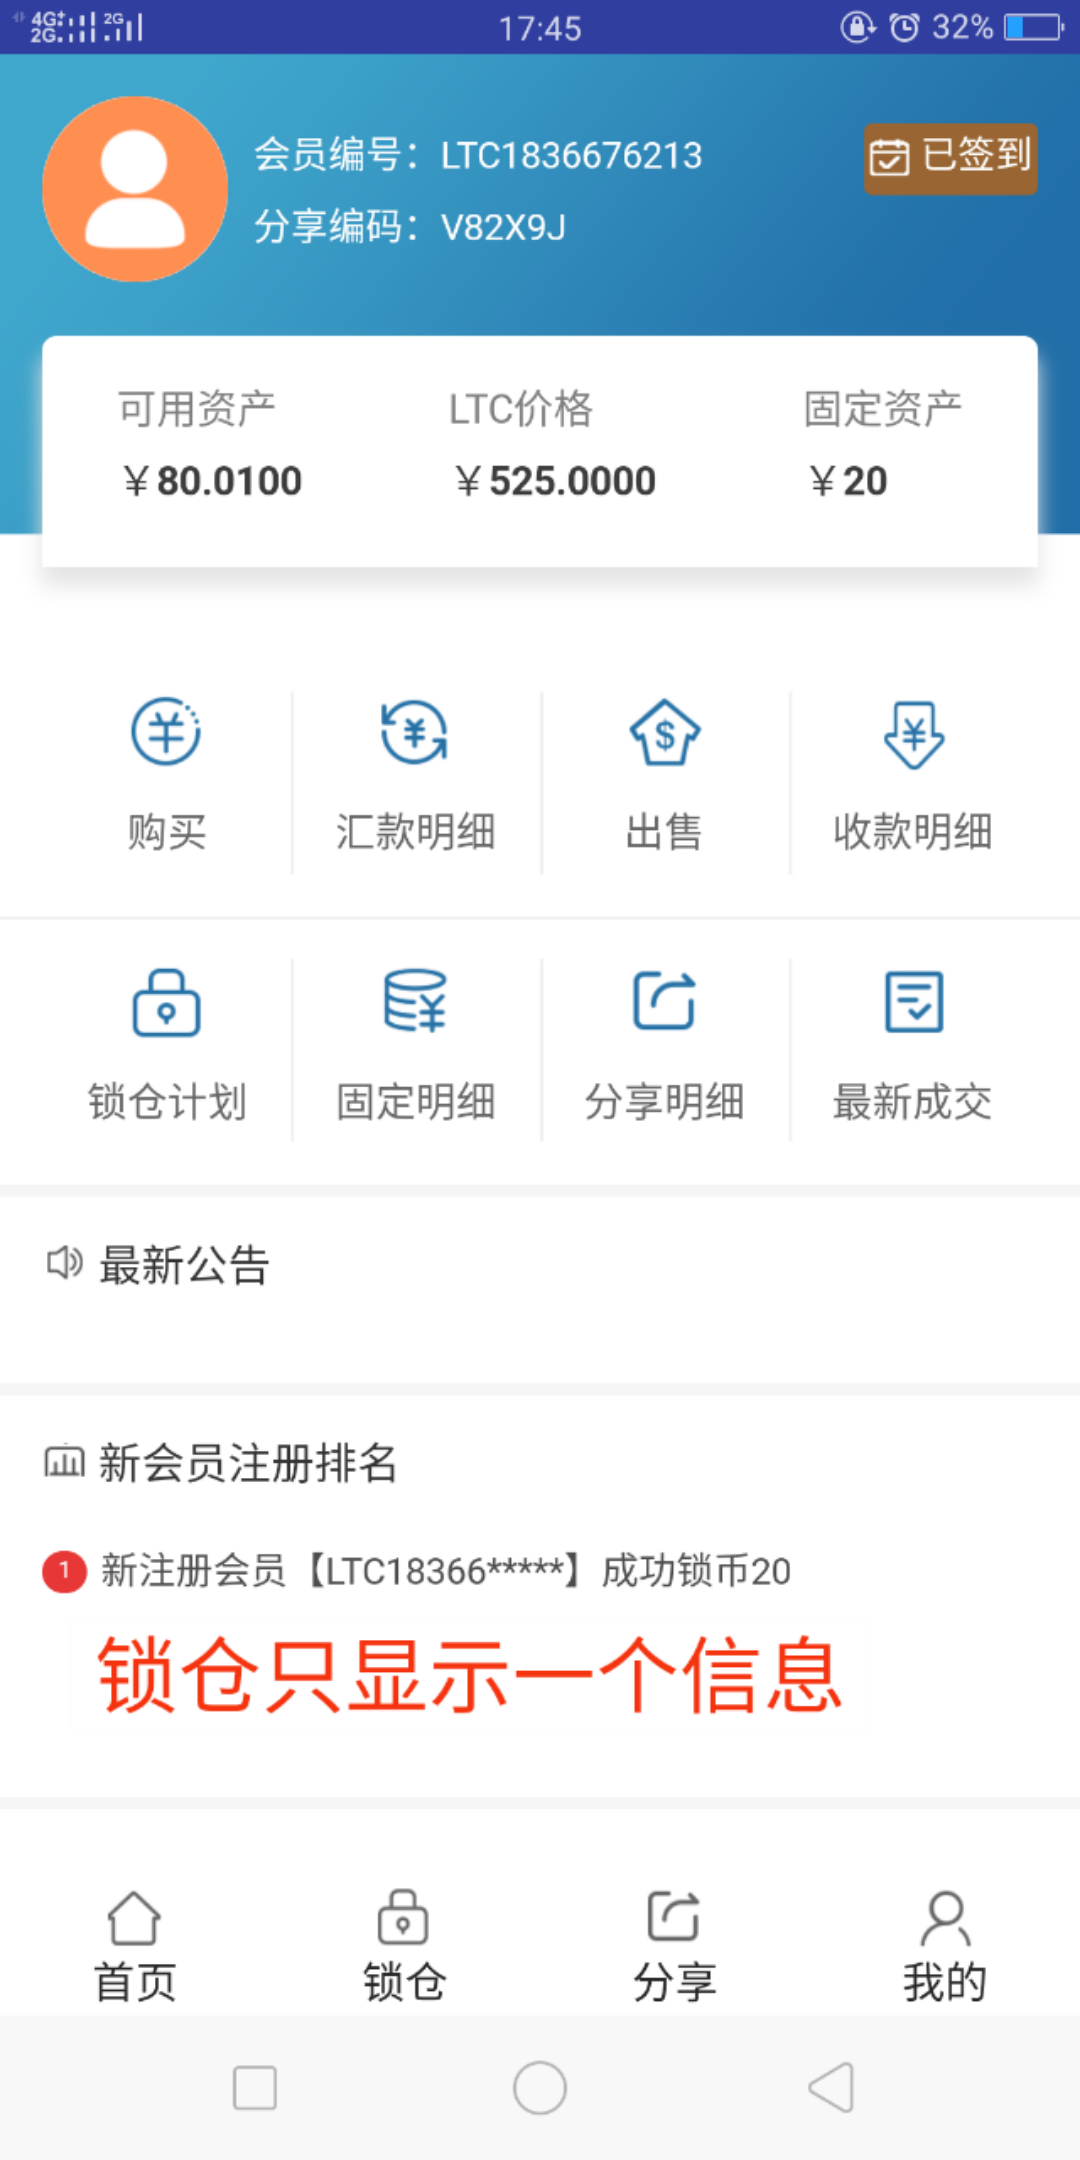 4G+ 2G 2G 17:45 32%
会员编号：LTC1836676213 已签到
分享编码：V82X9J
可用资产 LTC价格 固定资产
￥80.0100 ￥525.0000 ￥20
购买 汇款明细 出售 收款明细
锁仓计划 固定明细 分享明细 最新成交
最新公告
新会员注册排名
1 新注册会员【LTC18366*****】成功锁币20
锁仓只显示一个信息
首页 锁仓 分享 我的